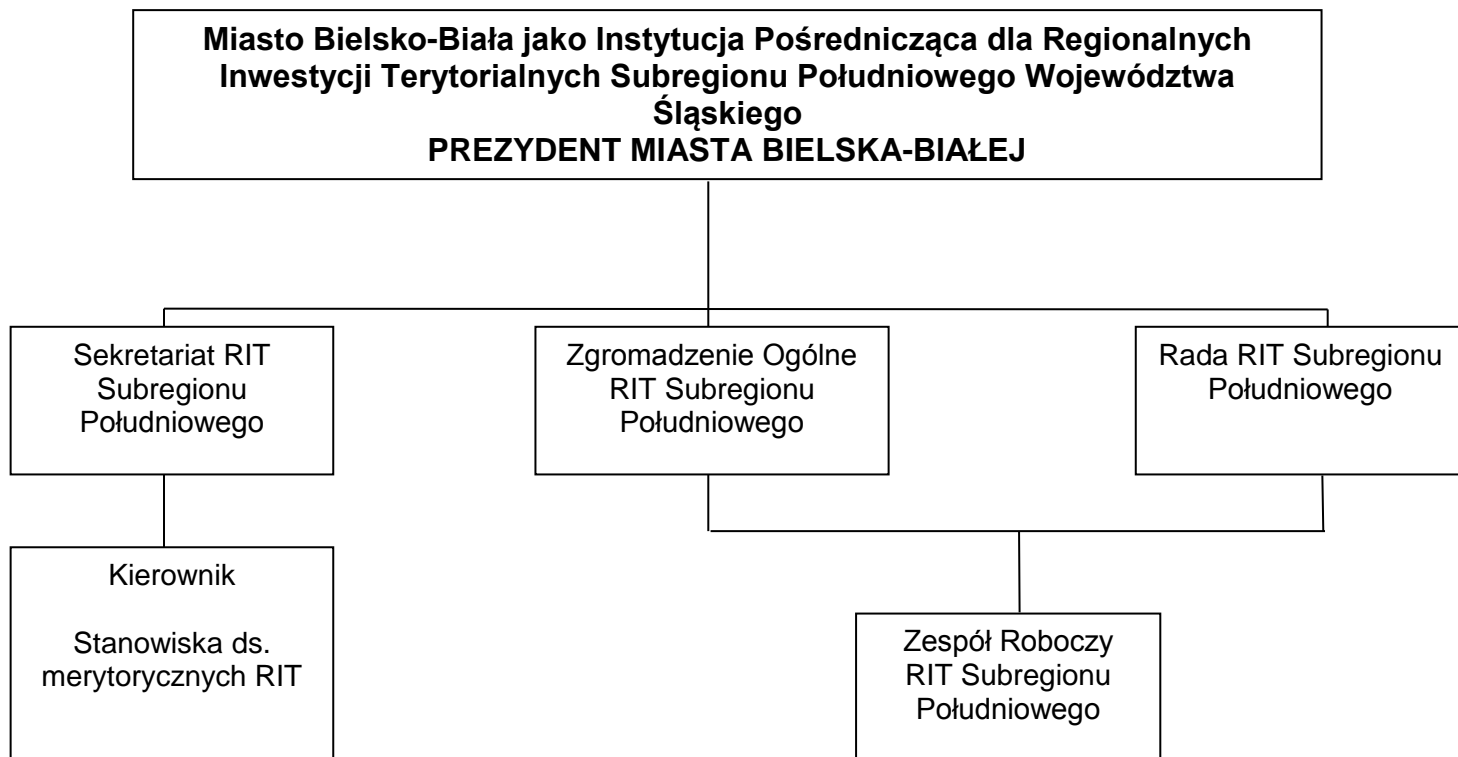 Miasto Bielsko-Biała jako Instytucja Pośrednicząca dla Regionalnych
Inwestycji Terytorialnych Subregionu Południowego Województwa
Śląskiego
PREZYDENT MIASTA BIELSKA-BIAŁEJ
Sekretariat RIT
Subregionu
Południowego
Zgromadzenie Ogólne
RIT Subregionu
Południowego
Rada RIT Subregionu
Południowego
Kierownik
Stanowiska ds.
merytorycznych RIT
Zespół Roboczy
RIT Subregionu
Południowego